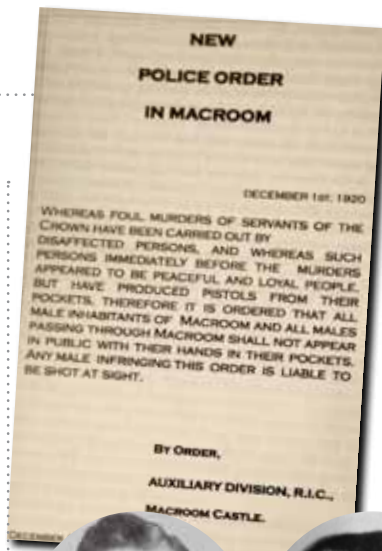 NEW
POLICE ORDER
IN MACROOM
DECEMBER 1st, 1920
WHEREAS FOUL MURDERS OF SERVANTS OF THE
CROWN HAVE BEEN CARRIED OUT BY
DISAFFECTED PERSONS, AND WHEREAS SUCH
PERSONS IMMEDIATELY BEFORE THE MURDERS
APPEARED TO BE PEACEFUL AND LOYAL PEOPLE,
BUT HAVE PRODUCED PISTOLS FROM THEIR
POCKETS, THEREFORE IT IS ORDERED THAT ALL
MALE INHABITANTS OF MACROOM AND ALL MALES
PASSING THROUGH MACROOM SHALL NOT APPEAR
IN PUBLIC WITH THEIR HANDS IN THEIR POCKETS.
ANY MALE INFRINGING THIS ORDER IS LIABLE TO
BE SHOT AT SIGHT.
BY ORDER,
AUXILIARY DIVISION, R.I.C.,
MACROOM CASTLE.
DECEMBER